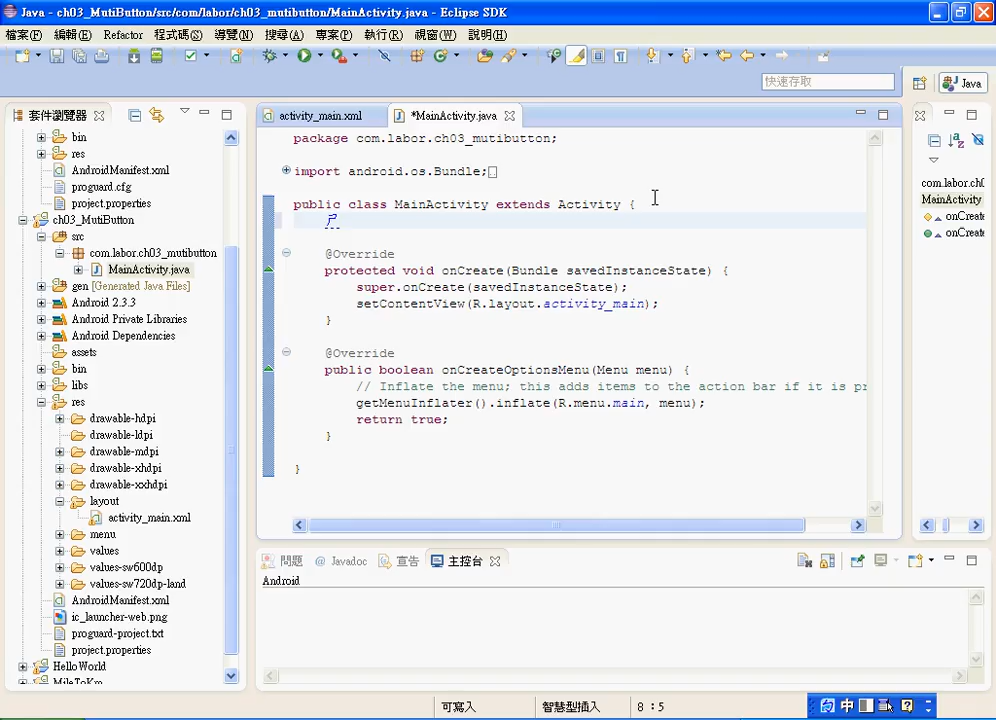 Java - ch03_MutiButton/src/com/labor/ch03_mutibutton/MainActivity.java - Eclipse SDK
檔案(F) 編輯(E) Refactor 程式碼(S) 導覽(N) 搜尋(A) 專案(P) 執行(R) 視窗(W) 說明(H)
快速存取
Java
套件瀏覽器
bin
res
AndroidManifest.xml
proguard.cfg
project.properties
ch03_MutiButton
src
com.labor.ch03_mutibutton
MainActivity.java
gen [Generated Java Files]
Android 2.3.3
Android Private Libraries
Android Dependencies
assets
bin
libs
res
drawable-hdpi
drawable-ldpi
drawable-mdpi
drawable-xhdpi
drawable-xxhdpi
layout
activity_main.xml
menu
values
values-sw600dp
values-sw720dp-land
AndroidManifest.xml
ic_launcher-web.png
proguard-project.txt
project.properties
HelloWorld
MileToKm
activity_main.xml
*MainActivity.java
package com.labor.ch03_mutibutton;
import android.os.Bundle;
public class MainActivity extends Activity {
ㄕ
@Override
protected void onCreate(Bundle savedInstanceState) {
super.onCreate(savedInstanceState);
setContentView(R.layout.activity_main);
}
@Override
public boolean onCreateOptionsMenu(Menu menu) {
// Inflate the menu; this adds items to the action bar if it is pr
getMenuInflater().inflate(R.menu.main, menu);
return true;
}
}
com.labor.ch0
MainActivity
onCreate
onCreate
問題 @ Javadoc 宣告 主控台
Android
可寫入 智慧型插入 8 : 5
中